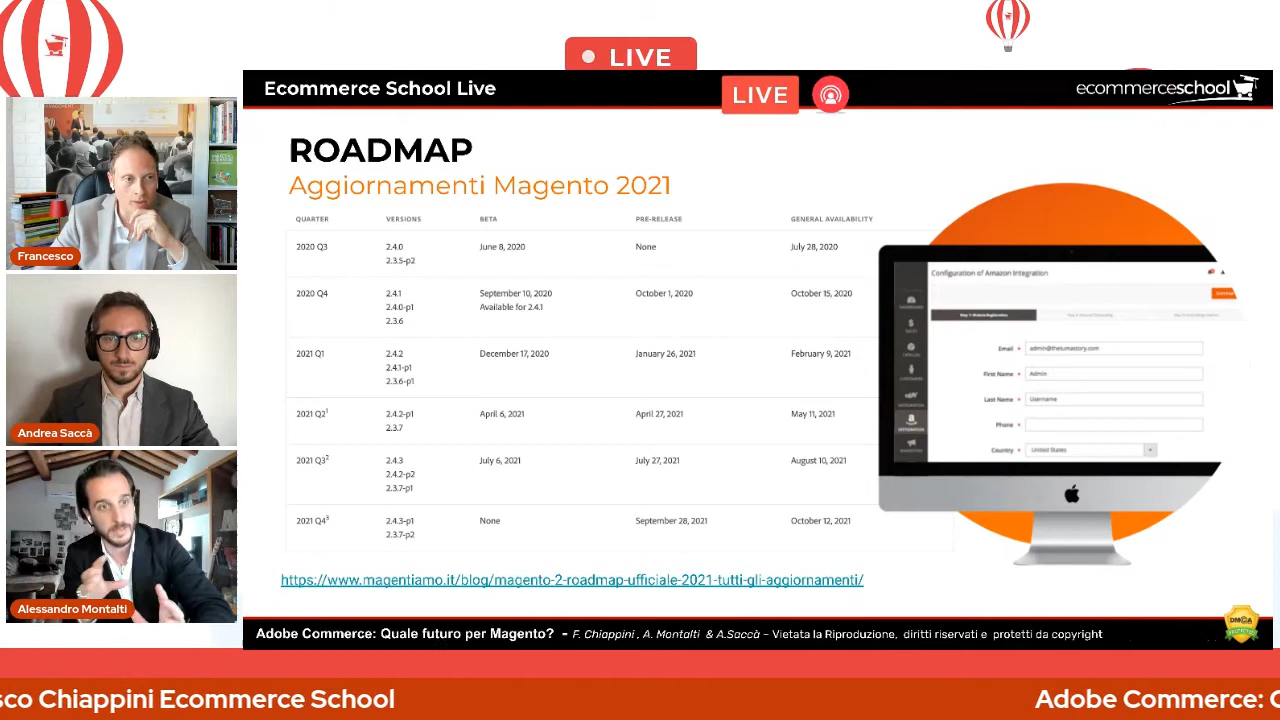 LIVE
Ecommerce School Live
LIVE
ecommerceschool
ROADMAP
Aggiornamenti Magento 2021
QUARTER VERSIONS BETA PRE-RELEASE GENERAL AVAILABILITY
2020 Q3 2.4.0 June 8, 2020 None July 28, 2020
2.3.5-p2
2020 Q4 2.4.1 September 10, 2020 October 1, 2020 October 15, 2020
2.4.0-p1 Available for 2.4.1
2.3.6
2021 Q1 2.4.2 December 17, 2020 January 26, 2021 February 9, 2021
2.4.1-p1
2.3.6-p1
2021 Q2¹ 2.4.2-p1 April 6, 2021 April 27, 2021 May 11, 2021
2.3.7
2021 Q3² 2.4.3 July 6, 2021 July 27, 2021 August 10, 2021
2.4.2-p2
2.3.7-p1
2021 Q4³ 2.4.3-p1 None September 28, 2021 October 12, 2021
2.3.7-p2
Configuration of Amazon Integration
Email * admin@thelumastory.com
First Name * Admin
Last Name * Username
Phone *
Country * United States
https://www.magentiamo.it/blog/magento-2-roadmap-ufficiale-2021-tutti-gli-aggiornamenti/
Francesco
Andrea Saccà
Alessandro Montalti
Adobe Commerce: Quale futuro per Magento? - F. Chiappini , A. Montalti & A.Saccà – Vietata la Riproduzione, diritti riservati e protetti da copyright
DMCA
sco Chiappini Ecommerce School
Adobe Commerce: Q